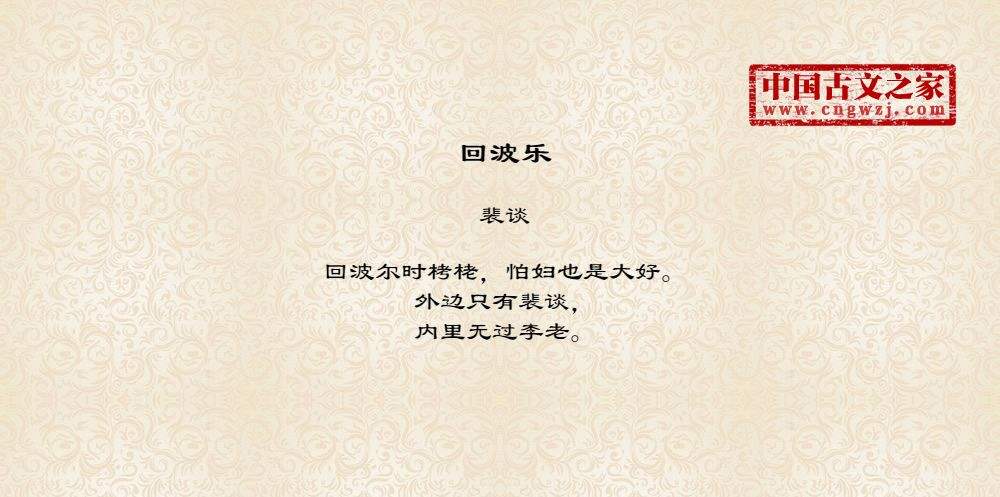 中国古文之家
www.cngwzj.com
回波乐
裴谈
回波尔时栲栳，怕妇也是大好。
外边只有裴谈，
内里无过李老。